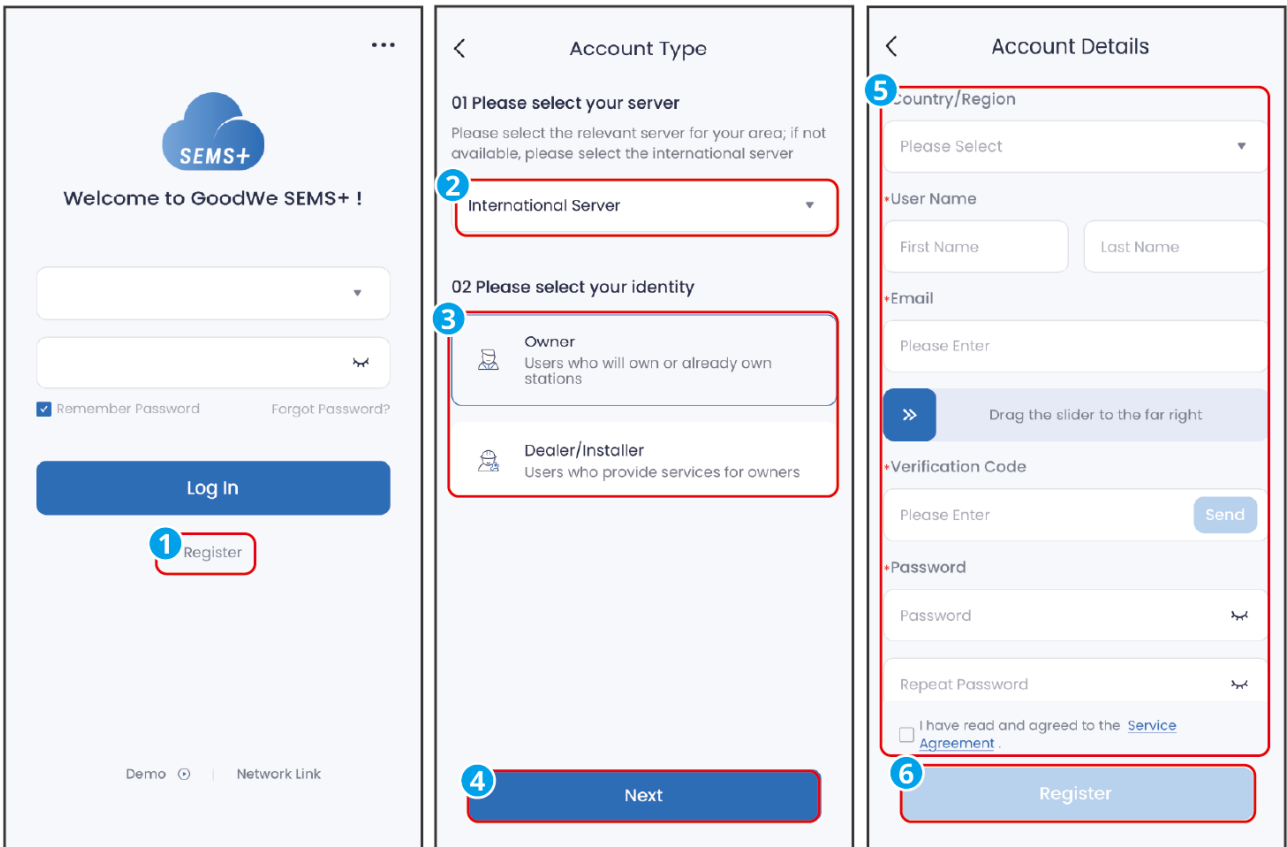 SEMS+
Welcome to GoodWe SEMS+ !
Remember Password
Forgot Password?
Log In
1
Register
Demo
Network Link
Account Type
01 Please select your server
Please select the relevant server for your area; if not
available, please select the international server
2
International Server
02 Please select your identity
3
Owner
Users who will own or already own
stations
Dealer/Installer
Users who provide services for owners
4
Next
Account Details
5
Country/Region
Please Select
*User Name
First Name
Last Name
*Email
Please Enter
Drag the slider to the far right
*Verification Code
Please Enter
Send
*Password
Password
Repeat Password
I have read and agreed to the Service
Agreement .
6
Register